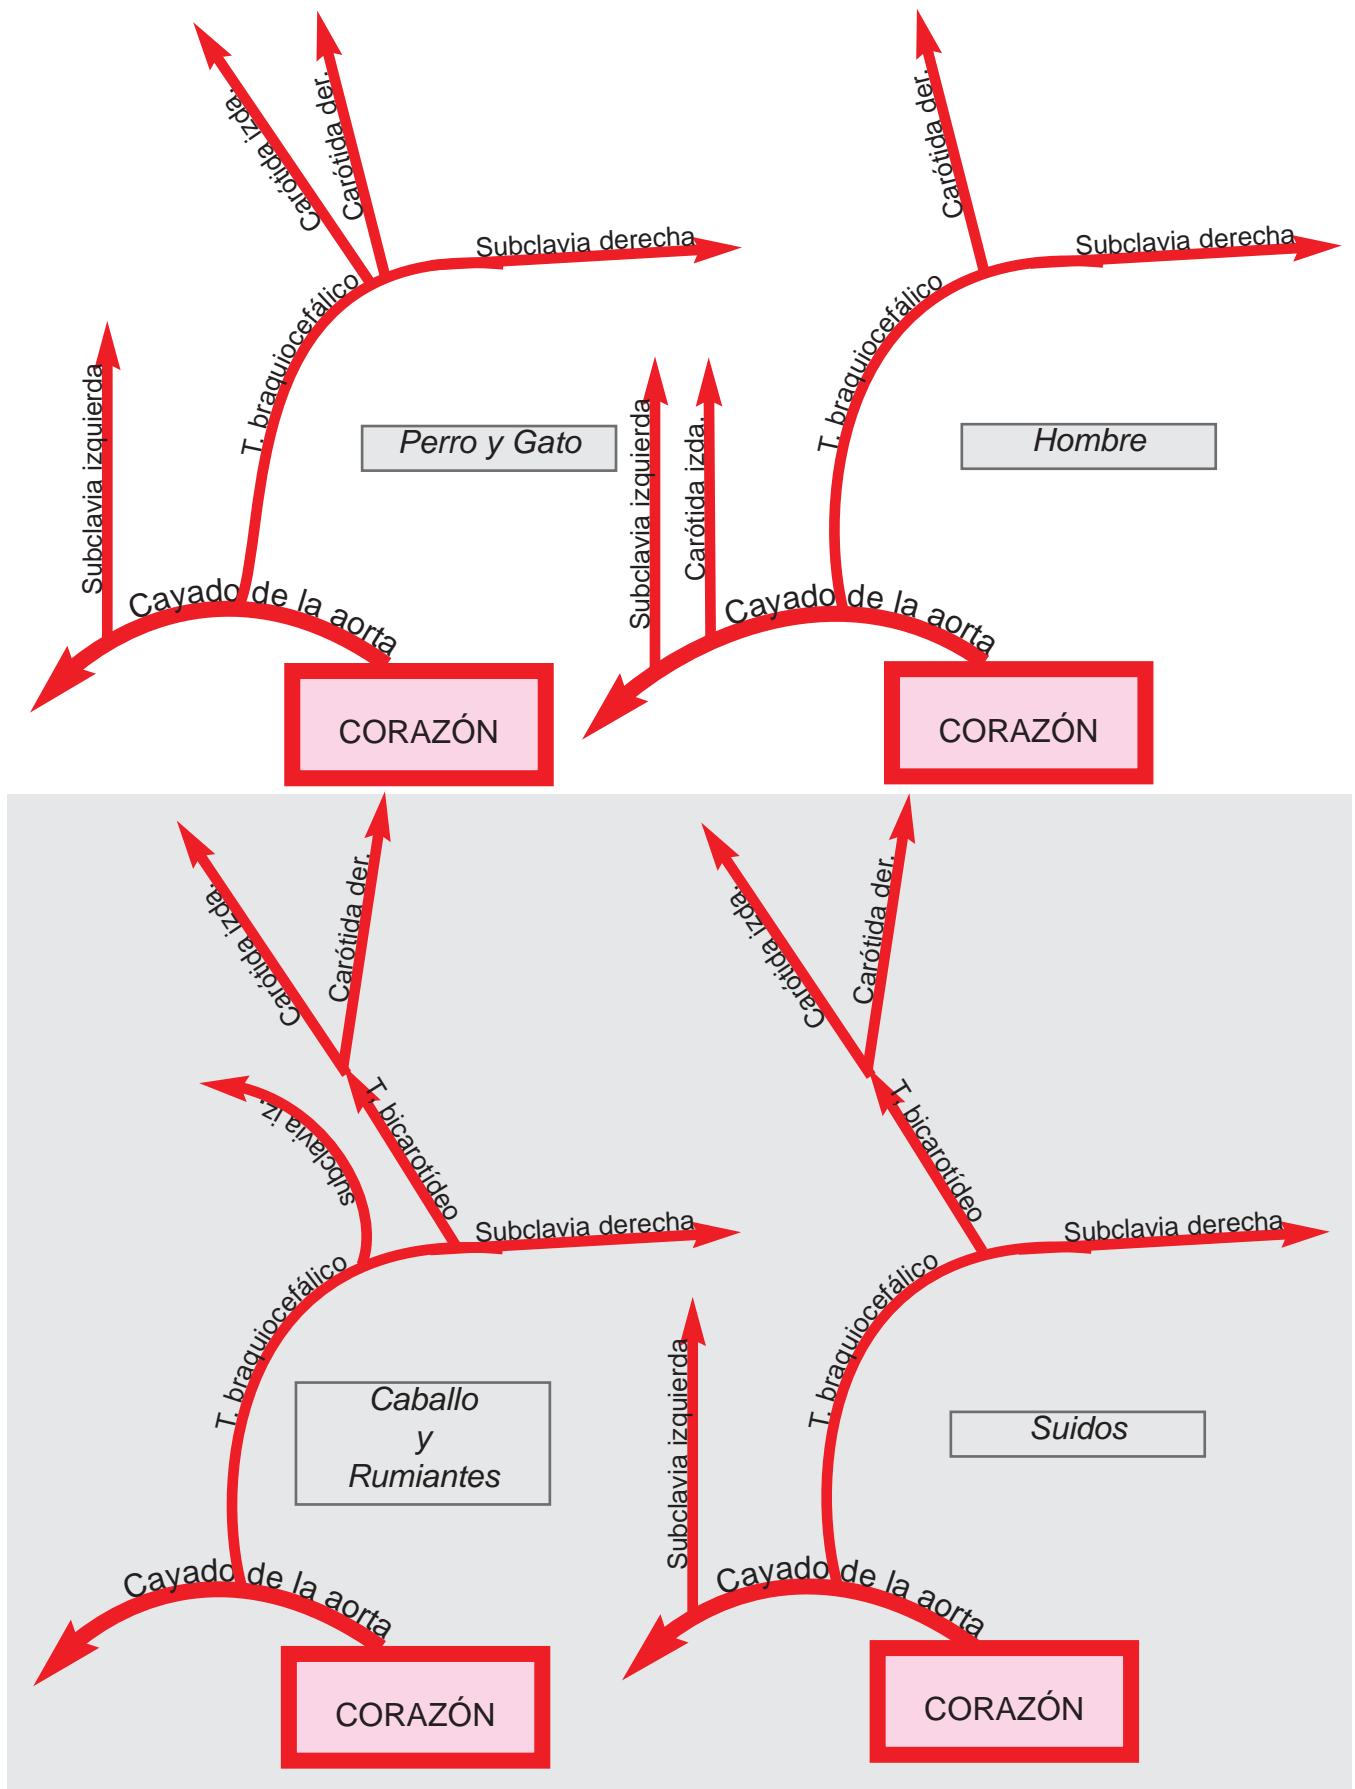 Carótida izda.
Carótida der.
Subclavia derecha
T. braquiocefálico
Subclavia izquierda
Perro y Gato
Cayado de la aorta
CORAZÓN
Carótida der.
Subclavia derecha
T. braquiocefálico
Subclavia izquierda
Carótida izda.
Hombre
Cayado de la aorta
CORAZÓN
Carótida izda.
Carótida der.
subclavia iz.
T, bicarotídeo
Subclavia derecha
T. braquiocefálico
Caballo
y
Rumiantes
Cayado de la aorta
CORAZÓN
Carótida izda.
Carótida der.
T, bicarotídeo
Subclavia derecha
T. braquiocefálico
Subclavia izquierda
Suidos
Cayado de la aorta
CORAZÓN